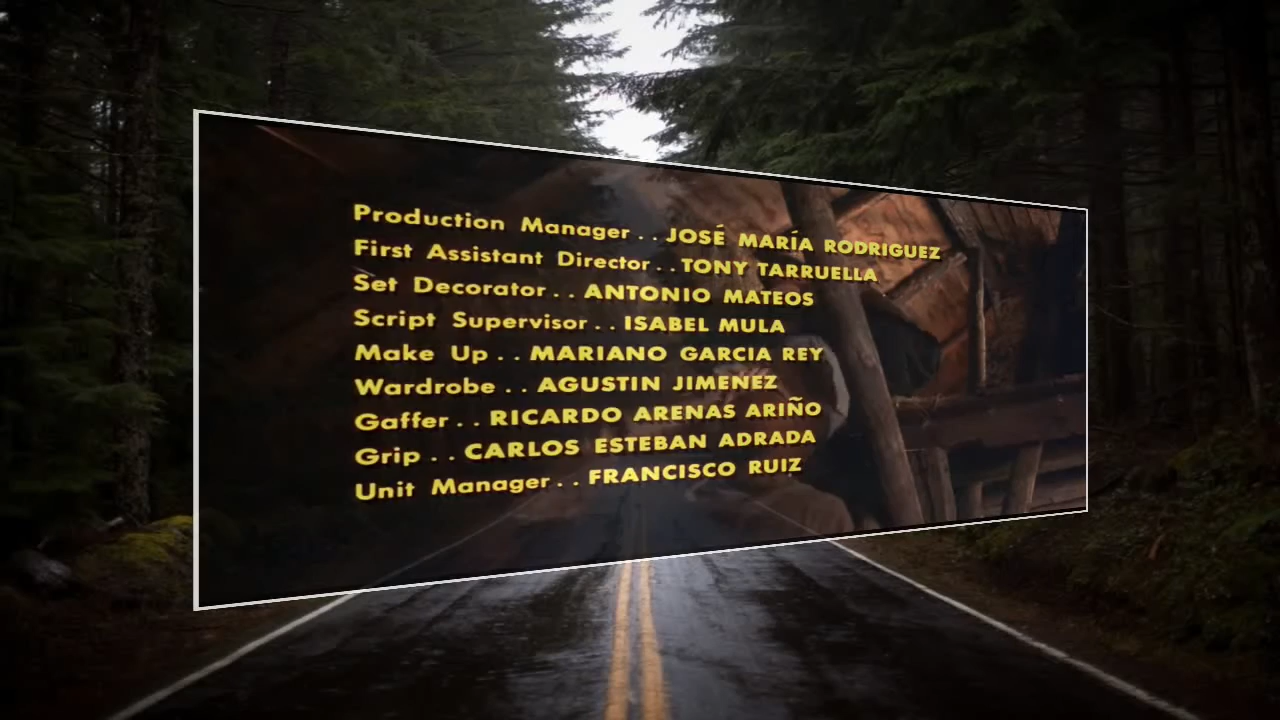 Production Manager . . JOSÉ MARÍA RODRIGUEZ
First Assistant Director . . TONY TARRUELLA
Set Decorator . . ANTONIO MATEOS
Script Supervisor . . ISABEL MULA
Make Up . . MARIANO GARCIA REY
Wardrobe . . AGUSTIN JIMENEZ
Gaffer . . RICARDO ARENAS ARIÑO
Grip . . CARLOS ESTEBAN ADRADA
Unit Manager . . FRANCISCO RUIZ